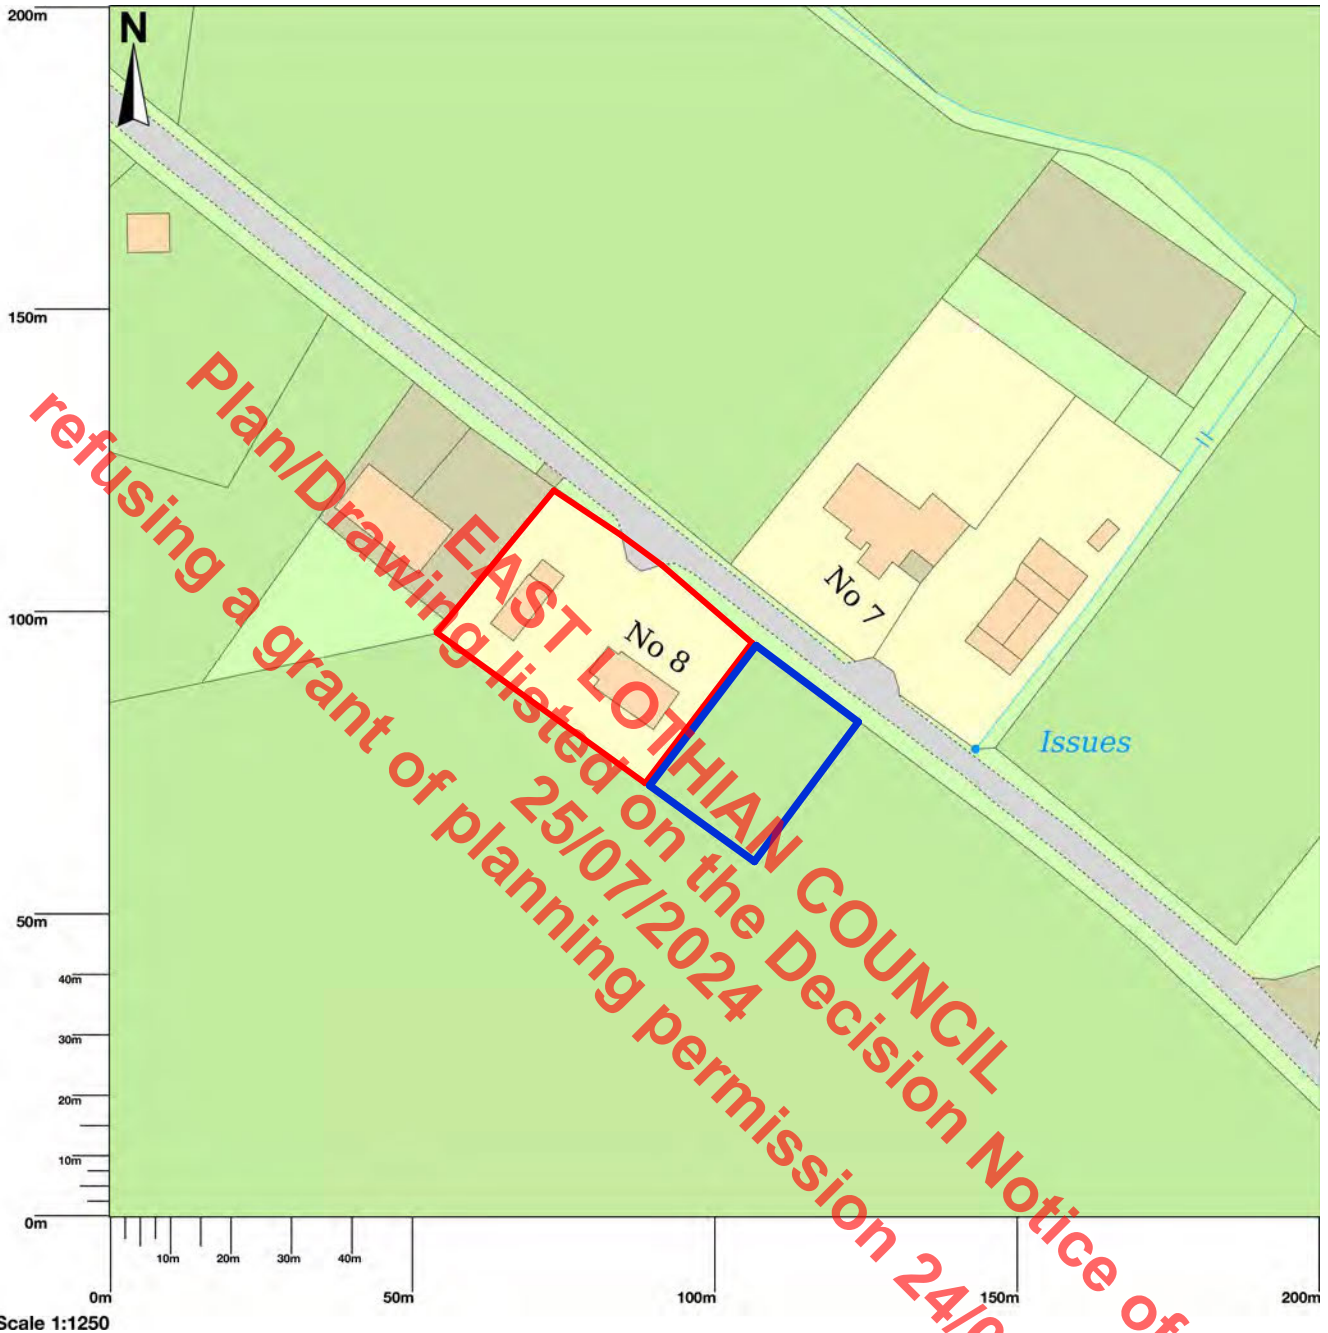 200m
N
150m
100m
50m
40m
30m
20m
10m
0m
No 7
No 8
Issues
EAST LOTHIAN COUNCIL
Plan/Drawing listed on the Decision Notice of
25/07/2024
refusing a grant of planning permission
10m 20m 30m 40m
0m 50m 100m 150m 200m
Scale 1:1250